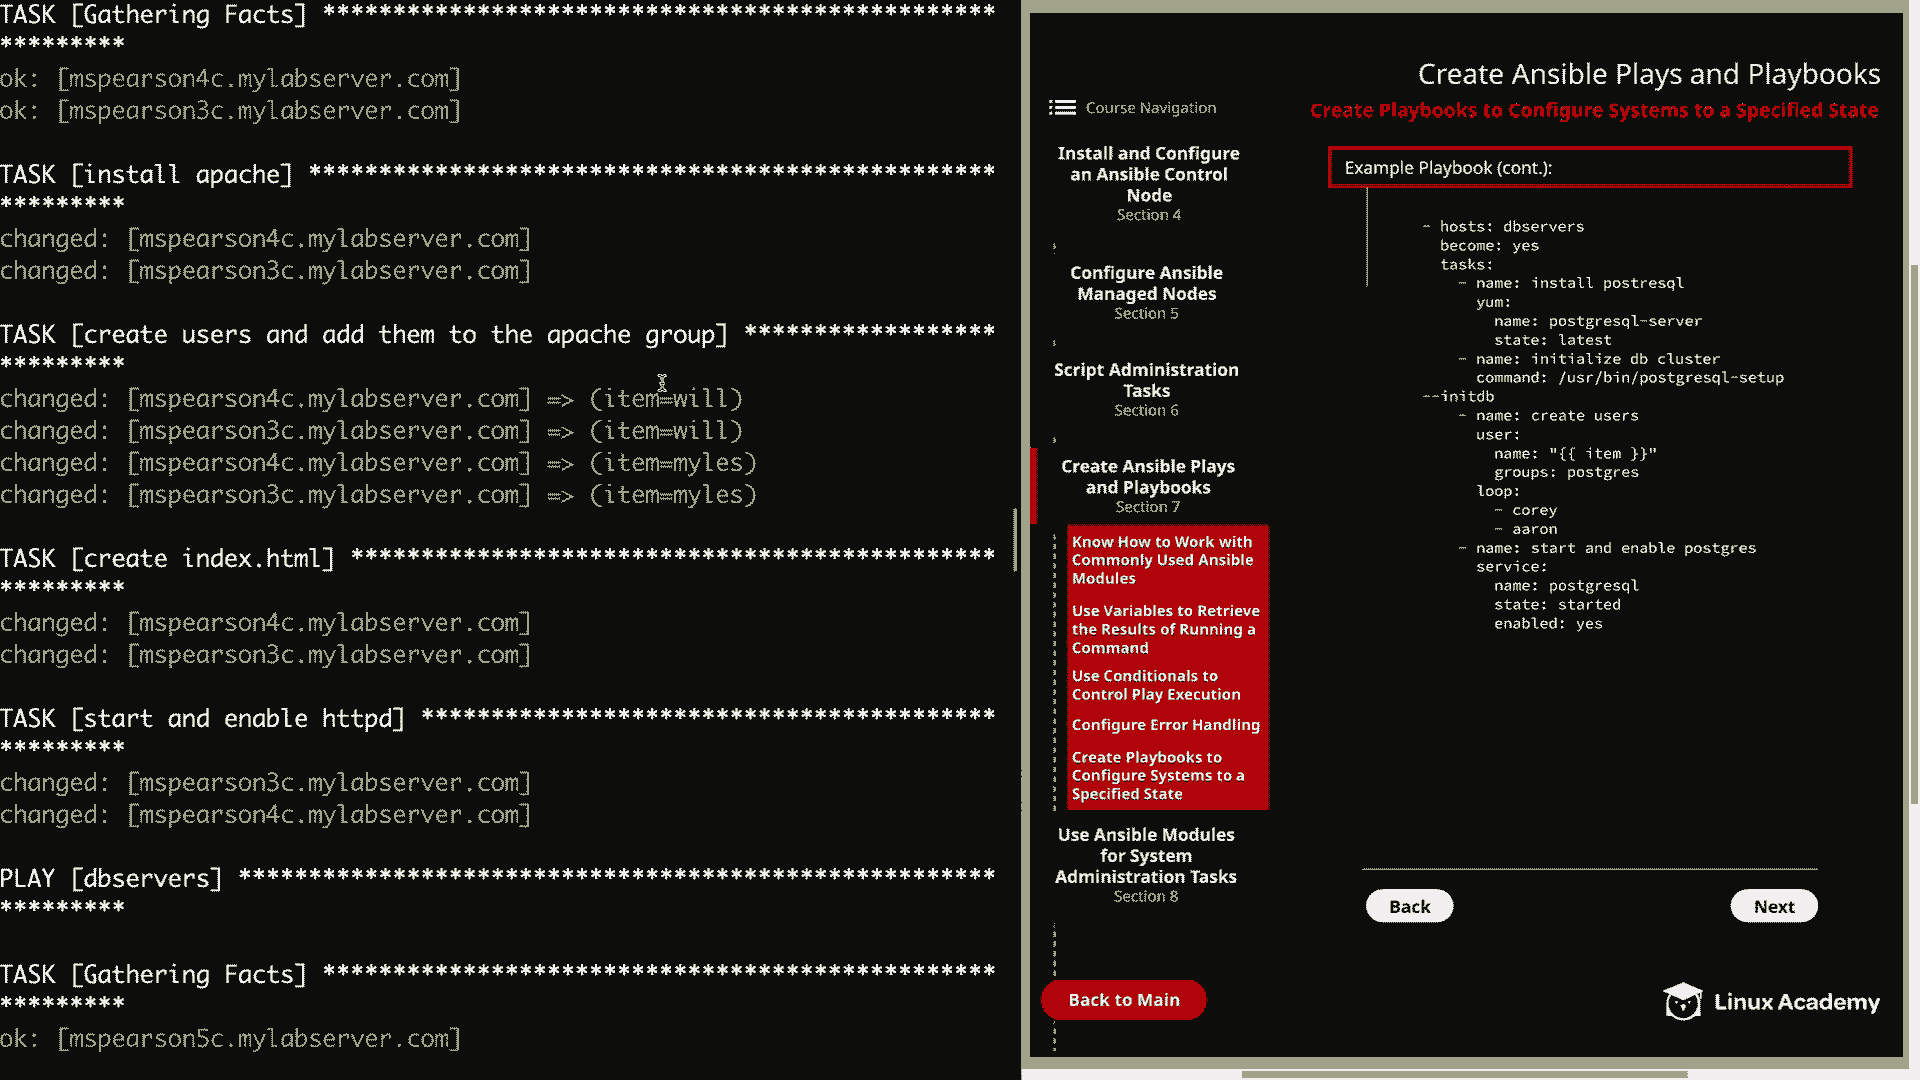 TASK [Gathering Facts] ************************************************
*********
ok: [mspearson4c.mylabserver.com]
ok: [mspearson3c.mylabserver.com]
TASK [install apache] *************************************************
*********
changed: [mspearson4c.mylabserver.com]
changed: [mspearson3c.mylabserver.com]
TASK [create users and add them to the apache group] ******************
*********
changed: [mspearson4c.mylabserver.com] => (item=will)
changed: [mspearson3c.mylabserver.com] => (item=will)
changed: [mspearson4c.mylabserver.com] => (item=myles)
changed: [mspearson3c.mylabserver.com] => (item=myles)
TASK [create index.html] **********************************************
*********
changed: [mspearson4c.mylabserver.com]
changed: [mspearson3c.mylabserver.com]
TASK [start and enable httpd] *****************************************
*********
changed: [mspearson3c.mylabserver.com]
changed: [mspearson4c.mylabserver.com]
PLAY [dbservers] ******************************************************
*********
TASK [Gathering Facts] ************************************************
*********
ok: [mspearson5c.mylabserver.com]
Create Ansible Plays and Playbooks
Create Playbooks to Configure Systems to a Specified State
Course Navigation
Install and Configure
an Ansible Control
Node
Section 4
Configure Ansible
Managed Nodes
Section 5
Script Administration
Tasks
Section 6
Create Ansible Plays
and Playbooks
Section 7
Know How to Work with
Commonly Used Ansible
Modules
Use Variables to Retrieve
the Results of Running a
Command
Use Conditionals to
Control Play Execution
Configure Error Handling
Create Playbooks to
Configure Systems to a
Specified State
Use Ansible Modules
for System
Administration Tasks
Section 8
Back to Main
Example Playbook (cont.):
- hosts: dbservers
become: yes
tasks:
- name: install postresql
yum:
name: postgresql-server
state: latest
- name: initialize db cluster
command: /usr/bin/postgresql-setup
--initdb
- name: create users
user:
name: "{{ item }}"
groups: postgres
loop:
- corey
- aaron
- name: start and enable postgres
service:
name: postgresql
state: started
enabled: yes
Back
Next
Linux Academy